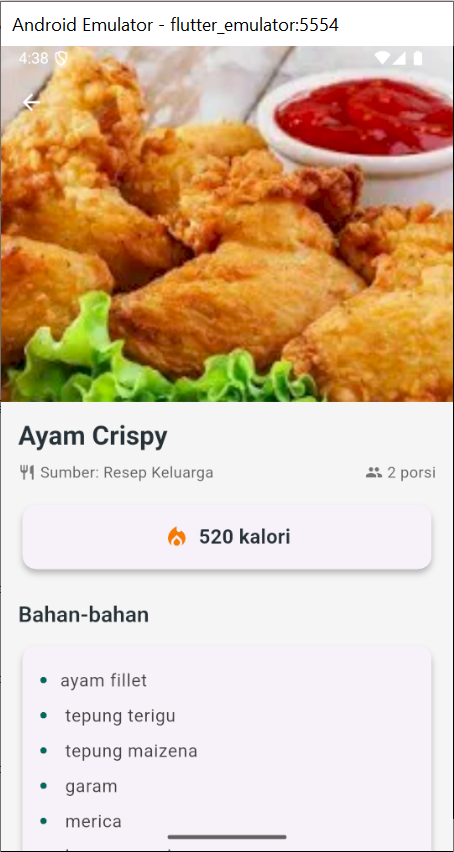 Android Emulator - flutter_emulator:5554
4:38
Ayam Crispy
Sumber: Resep Keluarga 2 porsi
520 kalori
Bahan-bahan
• ayam fillet
• tepung terigu
• tepung maizena
• garam
• merica